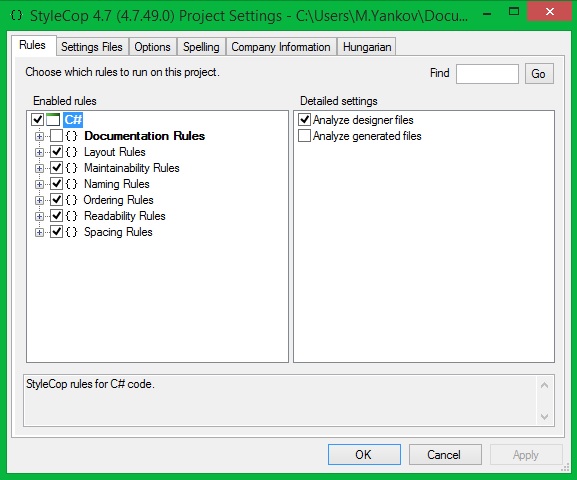 {} StyleCop 4.7 (4.7.49.0) Project Settings - C:\Users\M.Yankov\Docu...
Rules Settings Files Options Spelling Company Information Hungarian
Choose which rules to run on this project.
Find Go
Enabled rules
C#
{} Documentation Rules
{} Layout Rules
{} Maintainability Rules
{} Naming Rules
{} Ordering Rules
{} Readability Rules
{} Spacing Rules
Detailed settings
Analyze designer files
Analyze generated files
StyleCop rules for C# code.
OK Cancel Apply